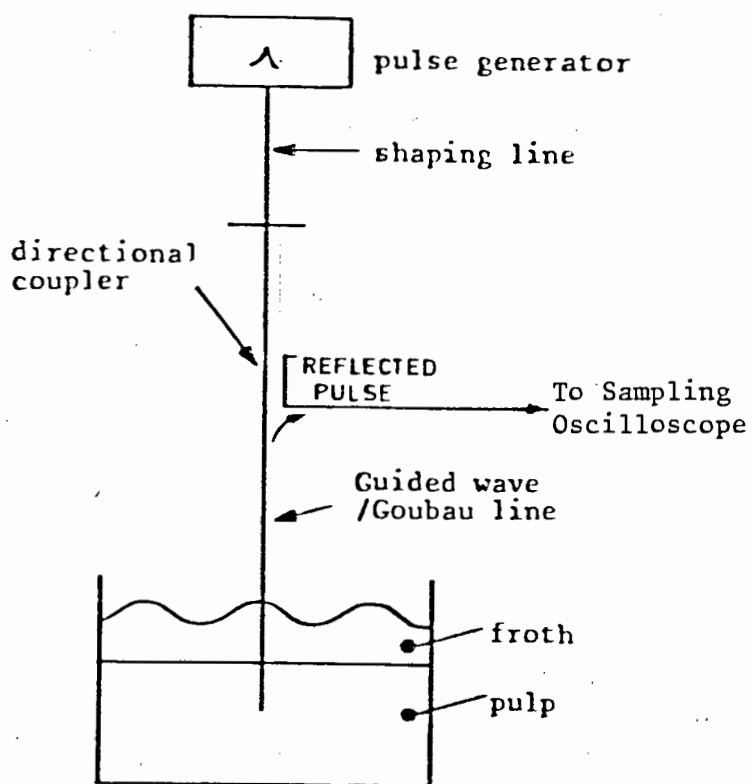 pulse generator
shaping line
directional
coupler
REFLECTED
PULSE
To Sampling
Oscilloscope
Guided wave
/Goubau line
froth
pulp